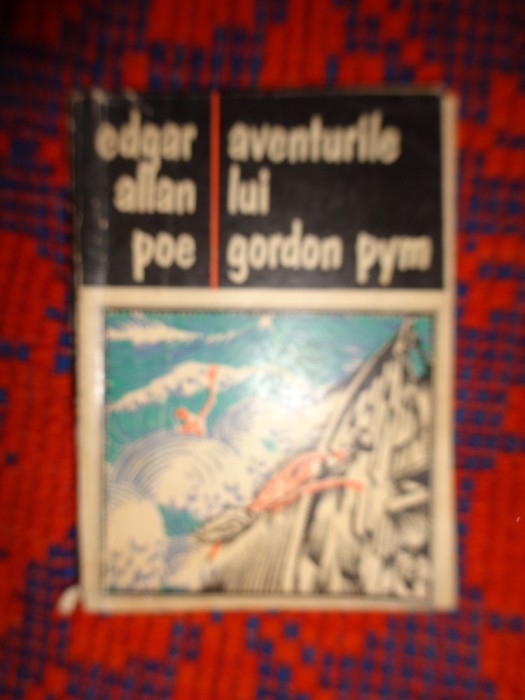 edgar
allan
poe
aventurile
lui
gordon pym